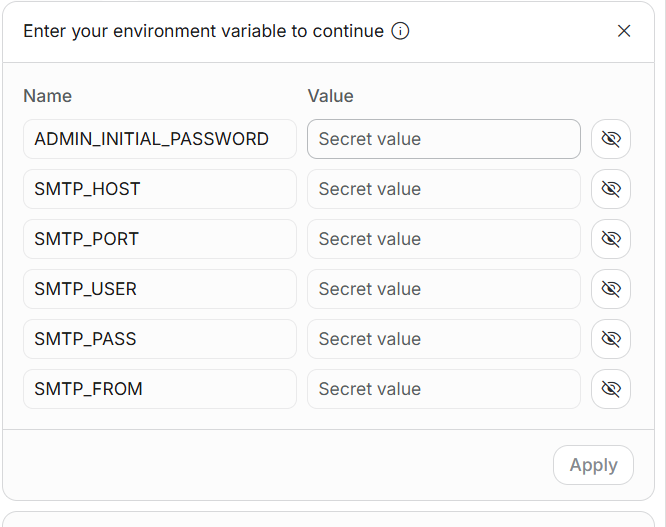 Enter your environment variable to continue
Name Value
ADMIN_INITIAL_PASSWORD Secret value
SMTP_HOST Secret value
SMTP_PORT Secret value
SMTP_USER Secret value
SMTP_PASS Secret value
SMTP_FROM Secret value
Apply